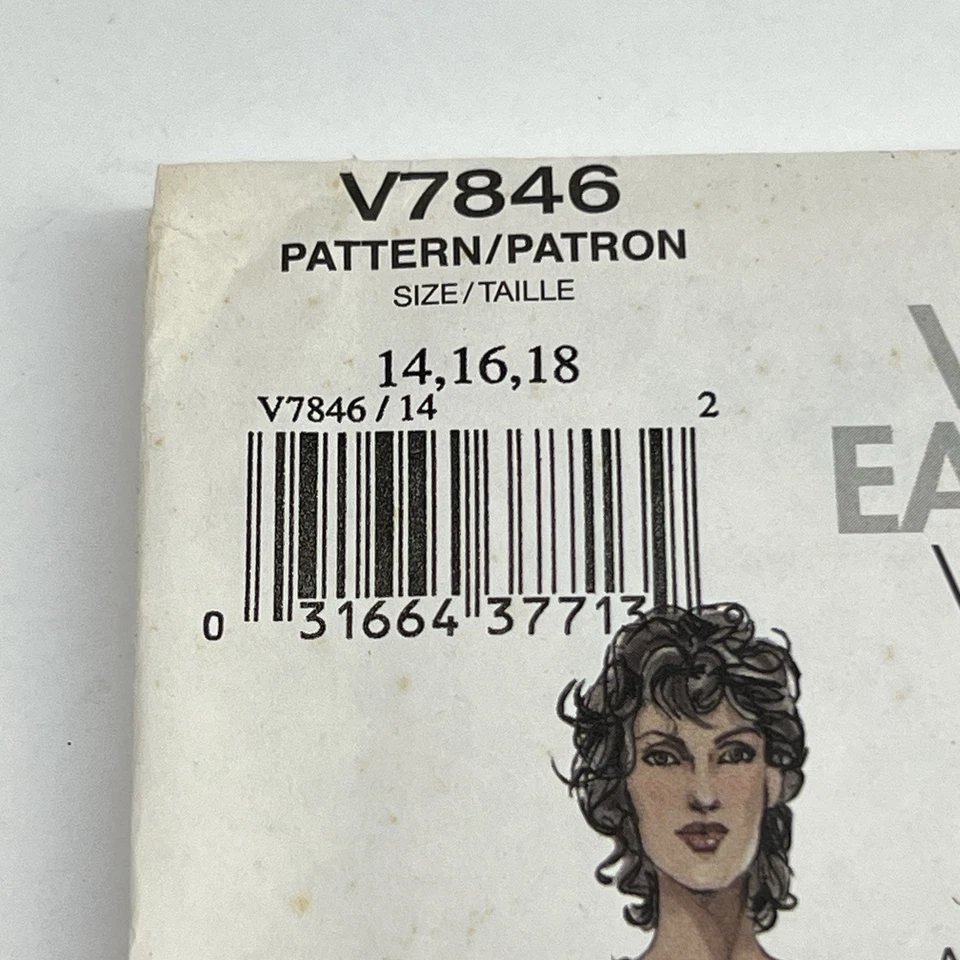 V7846
PATTERN/PATRON
SIZE/TAILLE
14,16,18
V7846 / 14
2
0 31664 37713